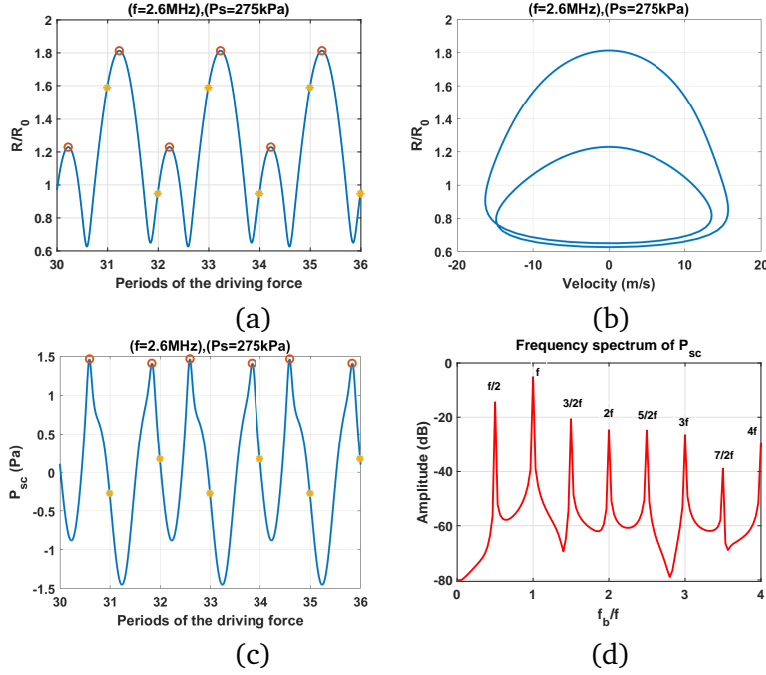 (f=2.6MHz),(Ps=275kPa)
R/R0
2
1.8
1.6
1.4
1.2
1
0.8
0.6
30 31 32 33 34 35 36
Periods of the driving force
(a)
(f=2.6MHz),(Ps=275kPa)
R/R0
2
1.8
1.6
1.4
1.2
1
0.8
0.6
-20 -10 0 10 20
Velocity (m/s)
(b)
(f=2.6MHz),(Ps=275kPa)
Psc (Pa)
1.5
1
0.5
0
-0.5
-1
-1.5
30 31 32 33 34 35 36
Periods of the driving force
(c)
Frequency spectrum of Psc
Amplitude (dB)
0
-20
-40
-60
-80
f/2
f
3/2f
2f
5/2f
3f
7/2f
4f
0 1 2 3 4
fb/f
(d)